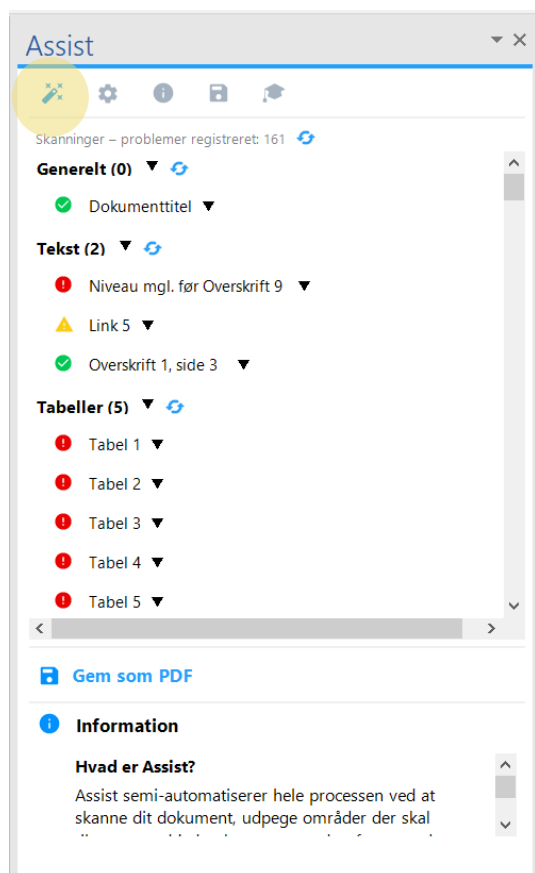 Assist
Skanninger – problemer registreret: 161
Generelt (0)
Dokumenttitel
Tekst (2)
Niveau mgl. før Overskrift 9
Link 5
Overskrift 1, side 3
Tabeller (5)
Tabel 1
Tabel 2
Tabel 3
Tabel 4
Tabel 5
Gem som PDF
Information
Hvad er Assist?
Assist semi-automatiserer hele processen ved at
skanne dit dokument, udpege områder der skal